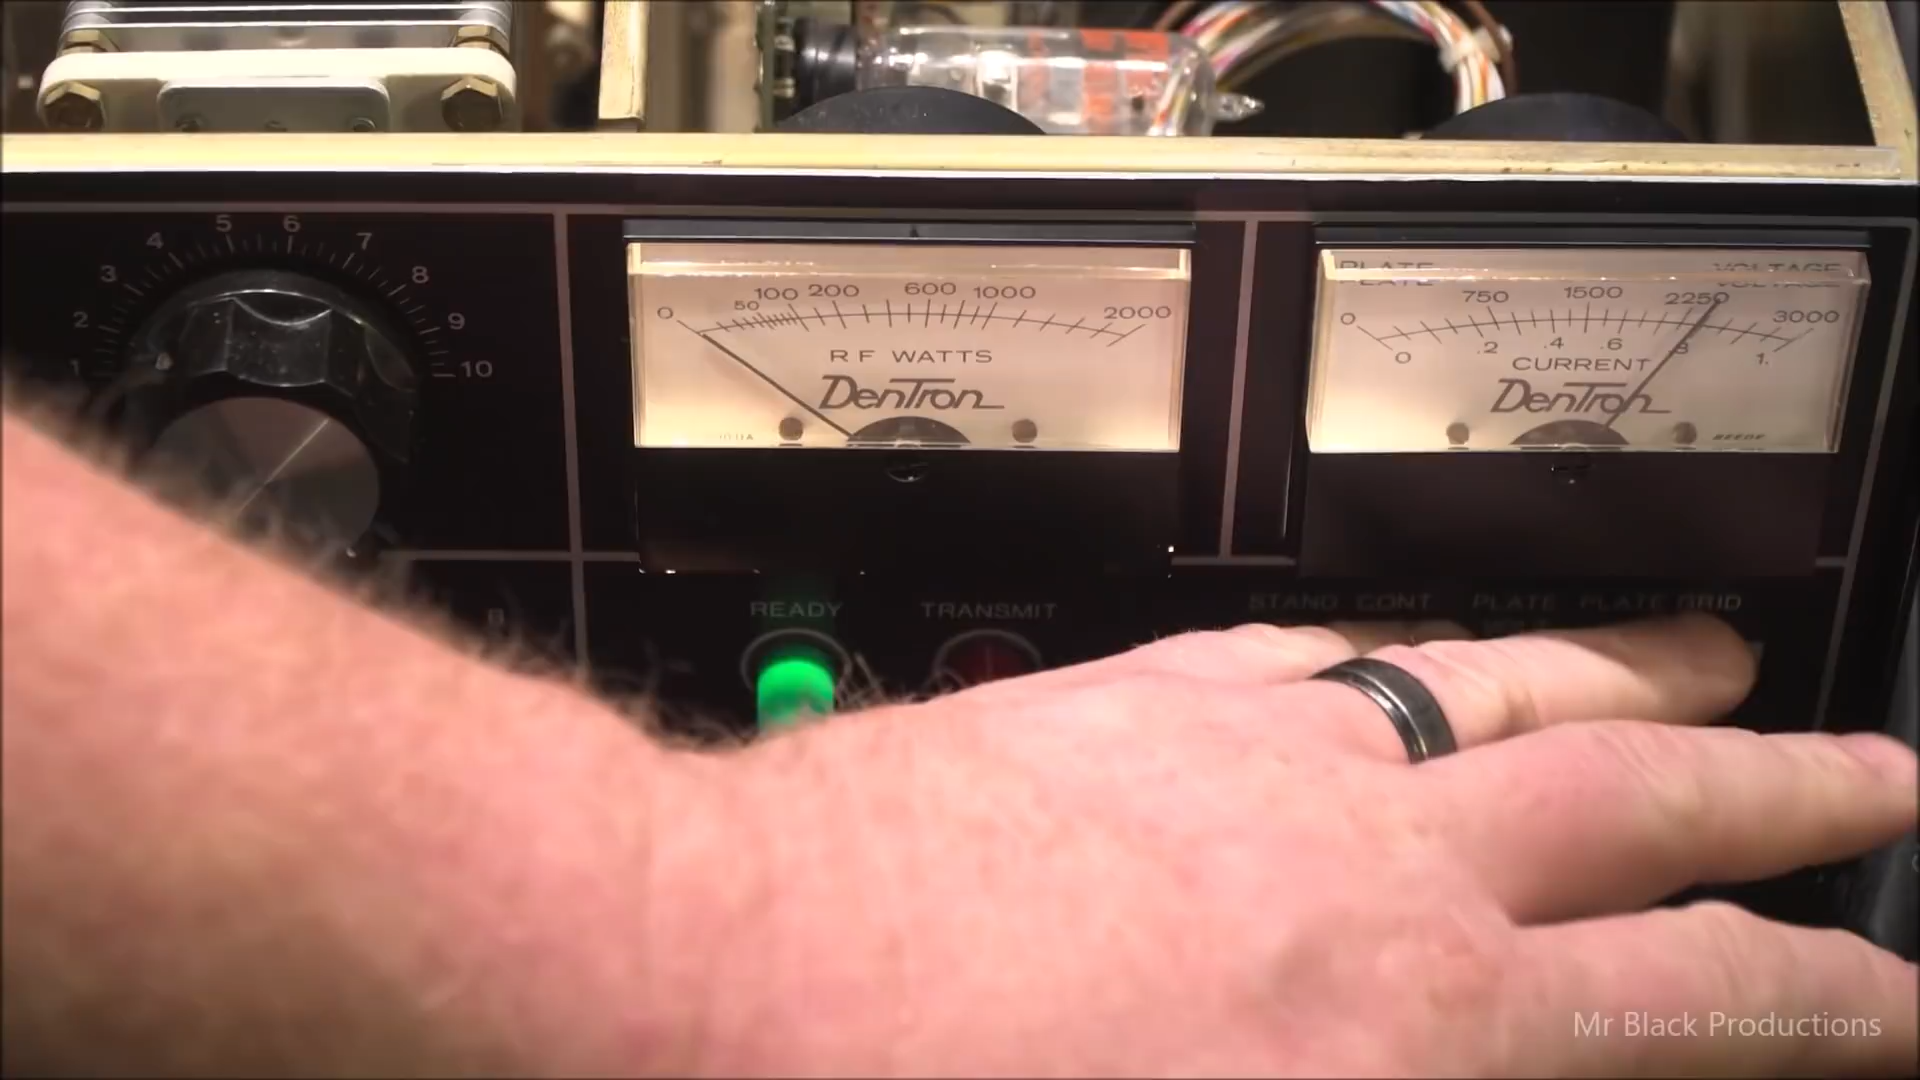 5 6
4 7
3 8
2 9
1 10
50 100 200 600 1000
0 2000
RF WATTS
DenTron
PLATE VOLTAGE
750 1500 2250
0 3000
0 .2 .4 .6 .8 1.
CURRENT
DenTron
BEEDE
READY TRANSMIT
STAND CONT PLATE PLATE GRID
Mr Black Productions